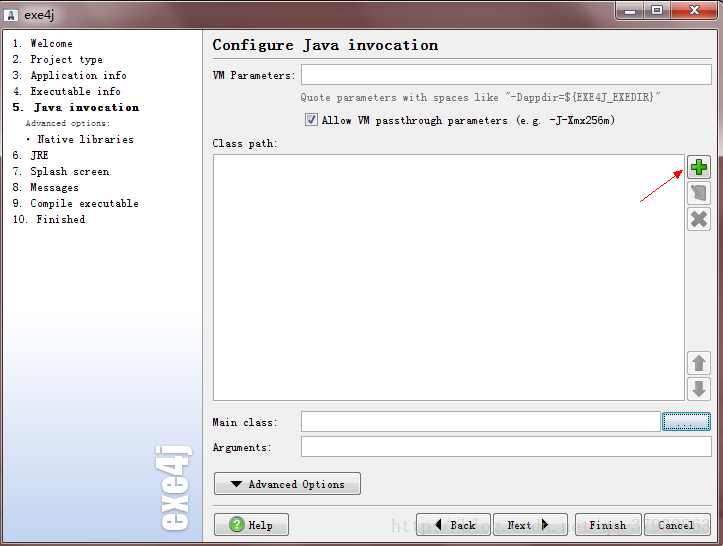 exe4j
1. Welcome
2. Project type
3. Application info
4. Executable info
5. Java invocation
Advanced options:
• Native libraries
6. JRE
7. Splash screen
8. Messages
9. Compile executable
10. Finished
exe4j
Configure Java invocation
VM Parameters:
Quote parameters with spaces like "-Dappdir=${EXE4J_EXEDIR}"
Allow VM passthrough parameters (e.g. -J-Xmx256m)
Class path:
Main class:
...
Arguments:
Advanced Options
Help
Back
Next
Finish
Cancel